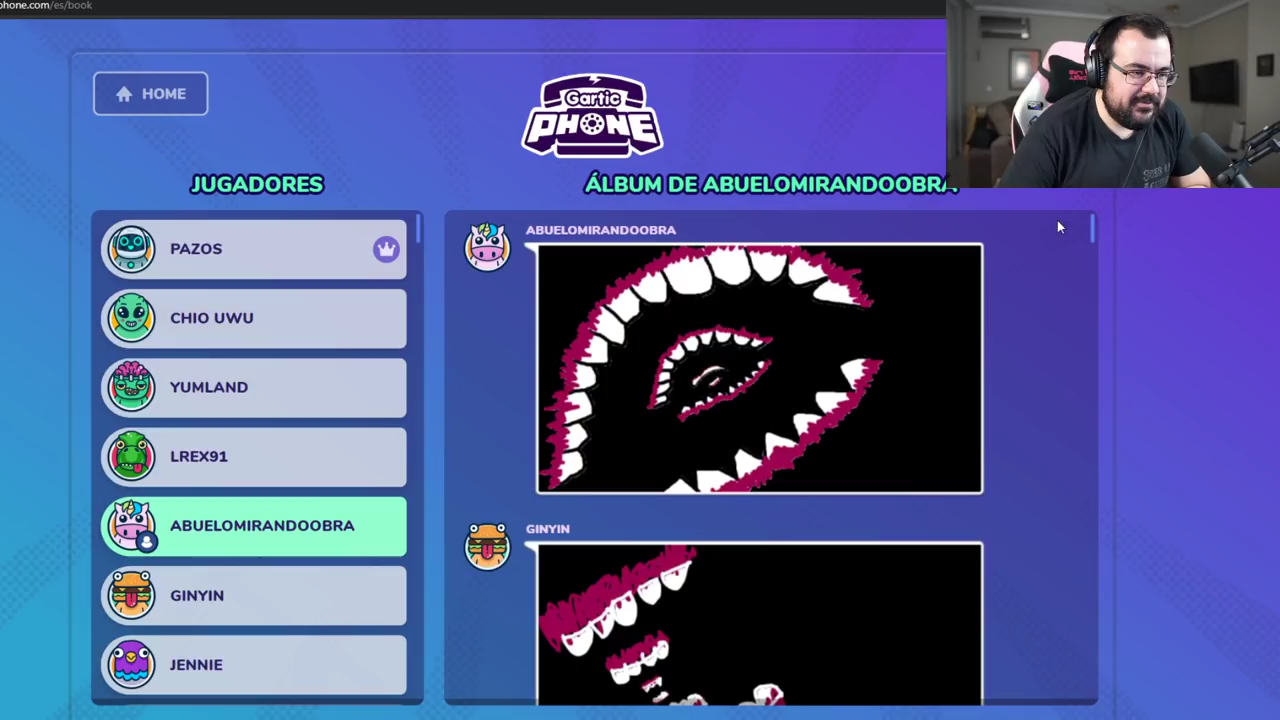 phone.com/es/book
HOME
Gartic
PHONE
JUGADORES
ÁLBUM DE ABUELOMIRANDOOBRA
PAZOS
CHIO UWU
YUMLAND
LREX91
ABUELOMIRANDOOBRA
GINYIN
JENNIE
ABUELOMIRANDOOBRA
GINYIN